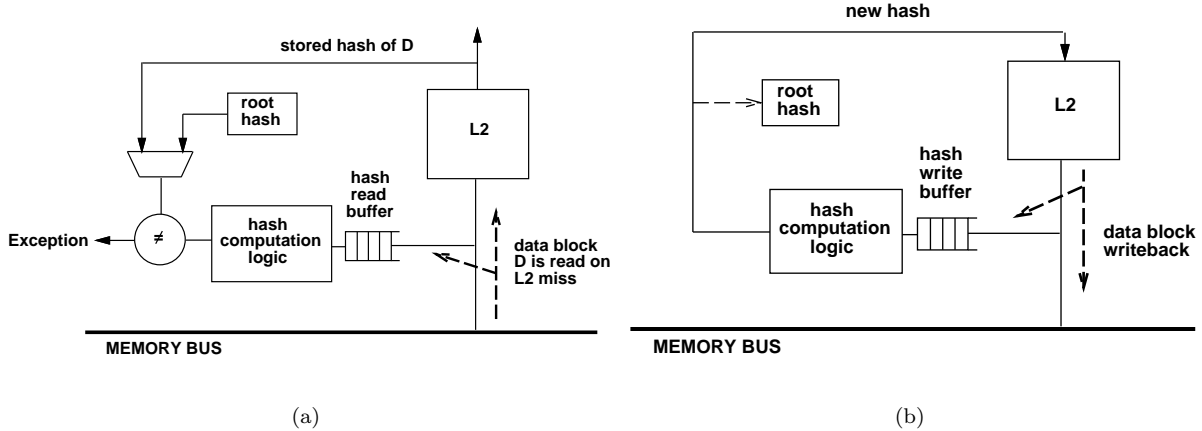 stored hash of D
root
hash
L2
hash
read
buffer
Exception
≠
hash
computation
logic
data block
D is read on
L2 miss
MEMORY BUS
(a)
new hash
root
hash
L2
hash
write
buffer
hash
computation
logic
data block
writeback
MEMORY BUS
(b)